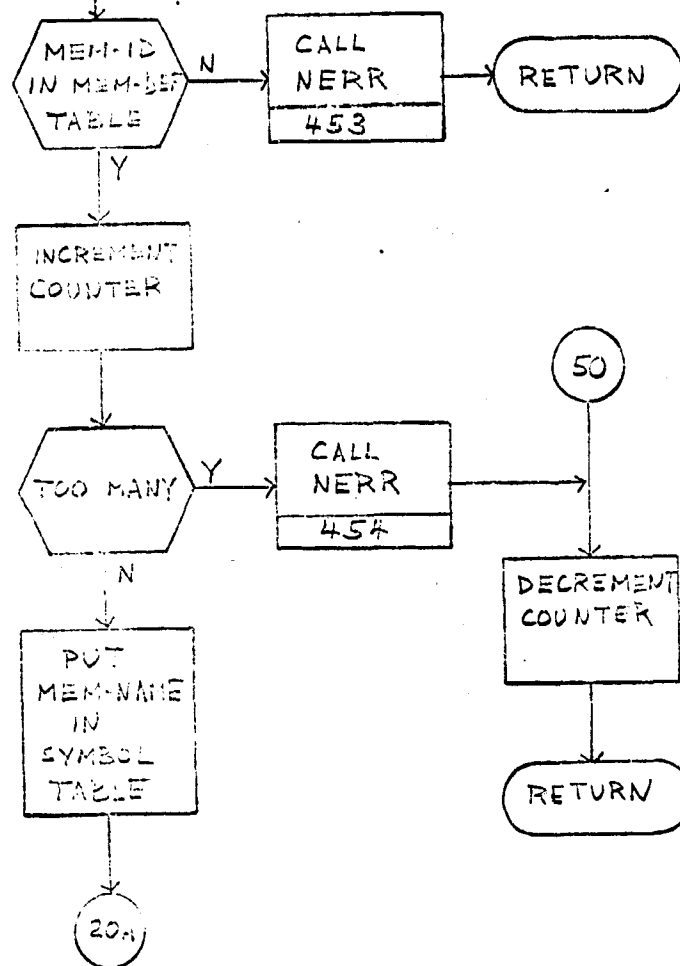 MEM-ID
IN MEM-DEF
TABLE
N
CALL
NERR
453
RETURN
Y
INCREMENT
COUNTER
50
TOO MANY
Y
CALL
NERR
454
N
DECREMENT
COUNTER
PUT
MEM-NAME
IN
SYMBOL
TABLE
RETURN
20A